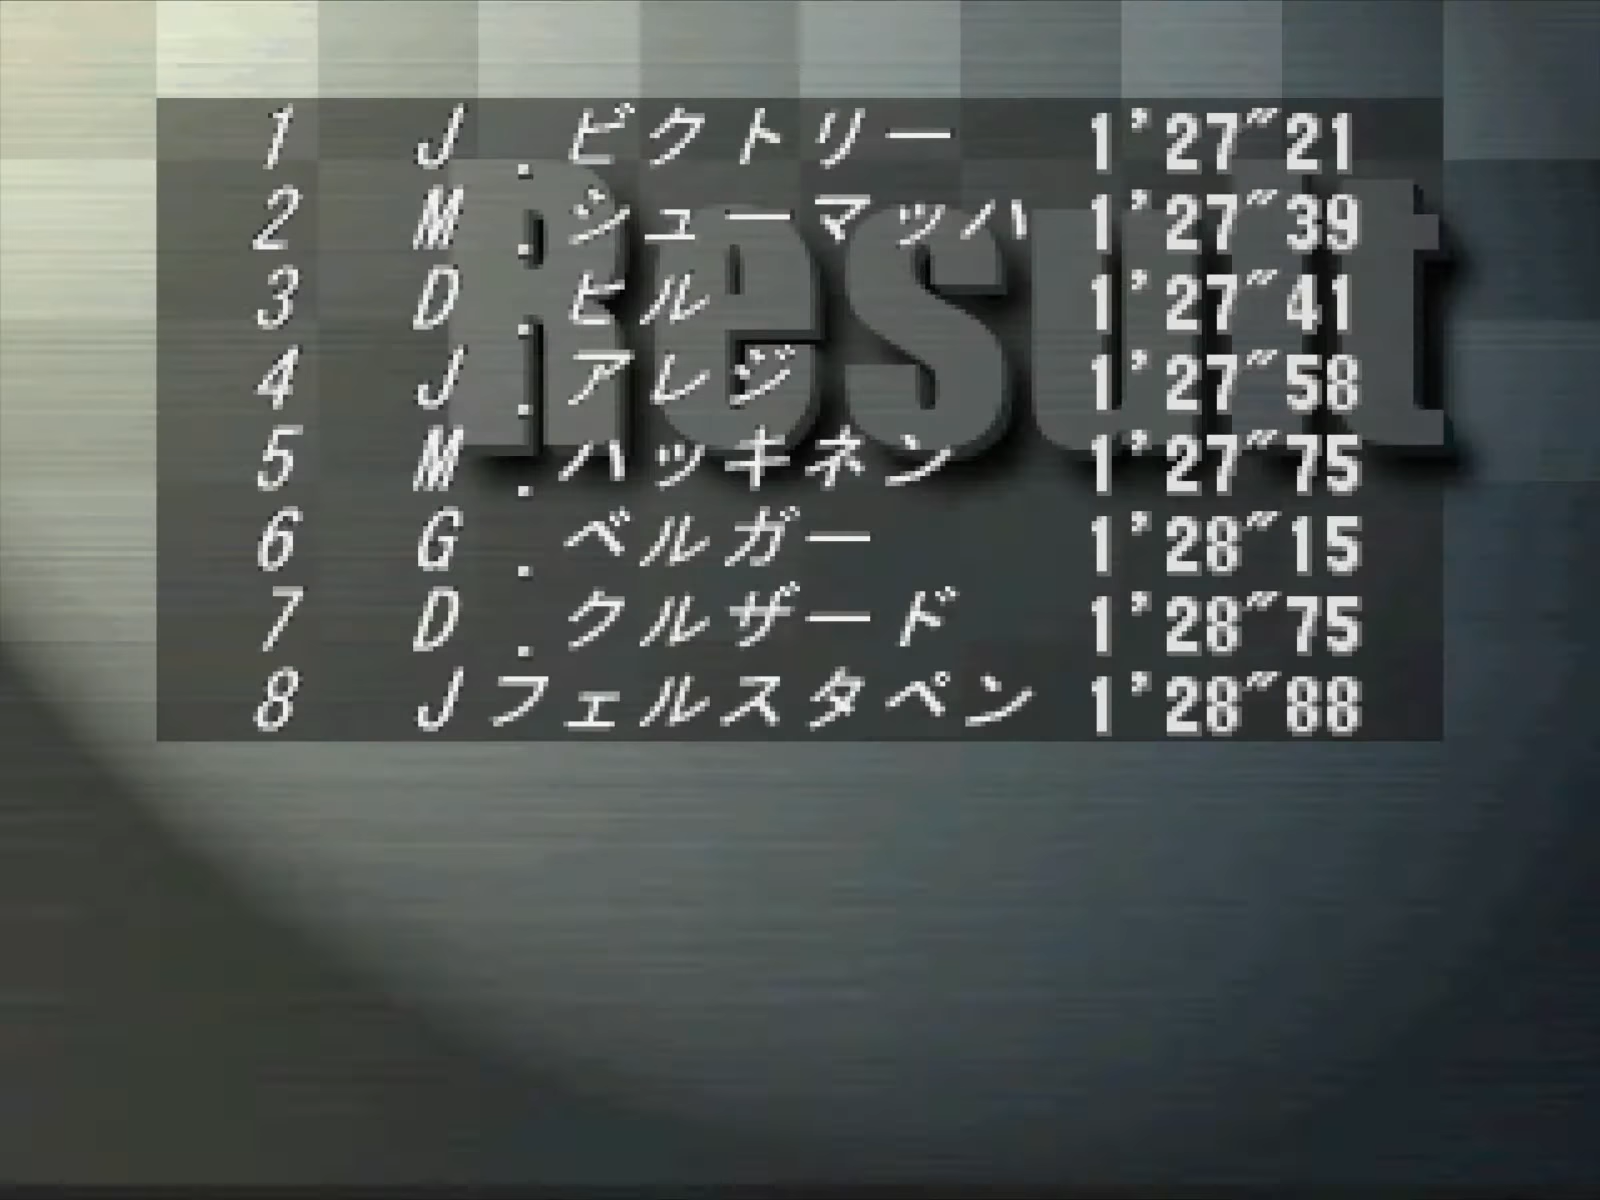 Result
1 J.ビクトリー 1'27"21
2 M.シューマッハ 1'27"39
3 D.ヒル 1'27"41
4 J.アレジ 1'27"58
5 M.ハッキネン 1'27"75
6 G.ベルガー 1'28"15
7 D.クルザード 1'28"75
8 Jフェルスタペン 1'28"88